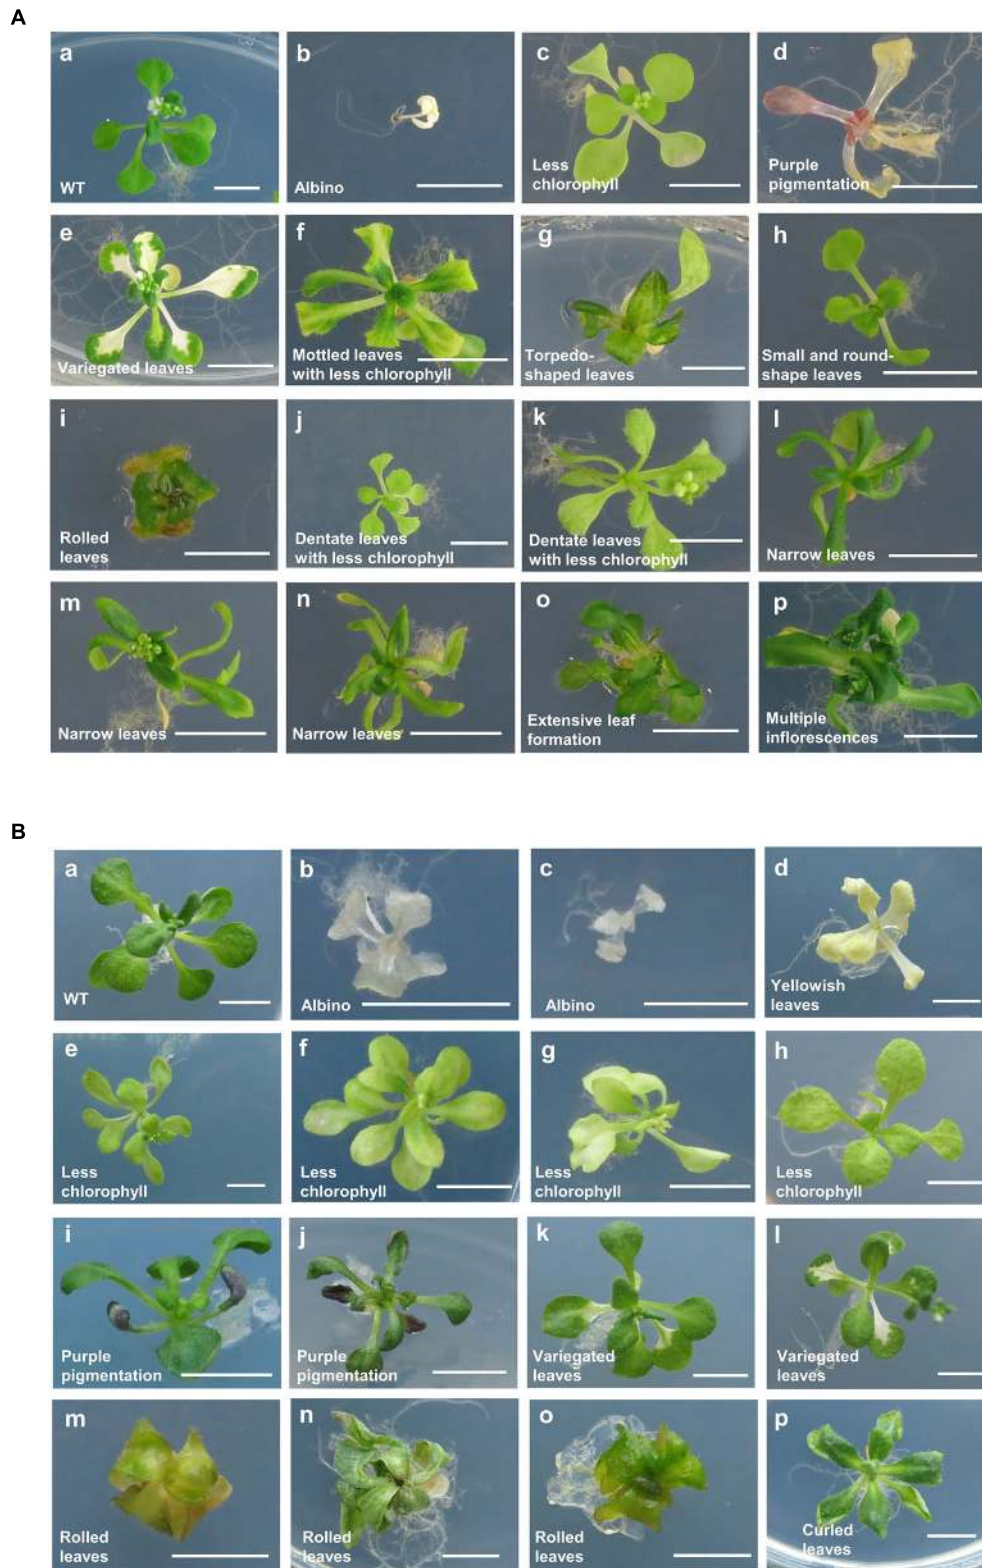 A
a
WT
b
Albino
c
Less
chlorophyll
d
Purple
pigmentation
e
Variegated leaves
f
Mottled leaves
with less chlorophyll
g
Torpedo-
shaped leaves
h
Small and round-
shape leaves
i
Rolled
leaves
j
Dentate leaves
with less chlorophyll
k
Dentate leaves
with less chlorophyll
l
Narrow leaves
m
Narrow leaves
n
Narrow leaves
o
Extensive leaf
formation
p
Multiple
inflorescences
B
a
WT
b
Albino
c
Albino
d
Yellowish
leaves
e
Less
chlorophyll
f
Less
chlorophyll
g
Less
chlorophyll
h
Less
chlorophyll
i
Purple
pigmentation
j
Purple
pigmentation
k
Variegated
leaves
l
Variegated
leaves
m
Rolled
leaves
n
Rolled
leaves
o
Rolled
leaves
p
Curled
leaves